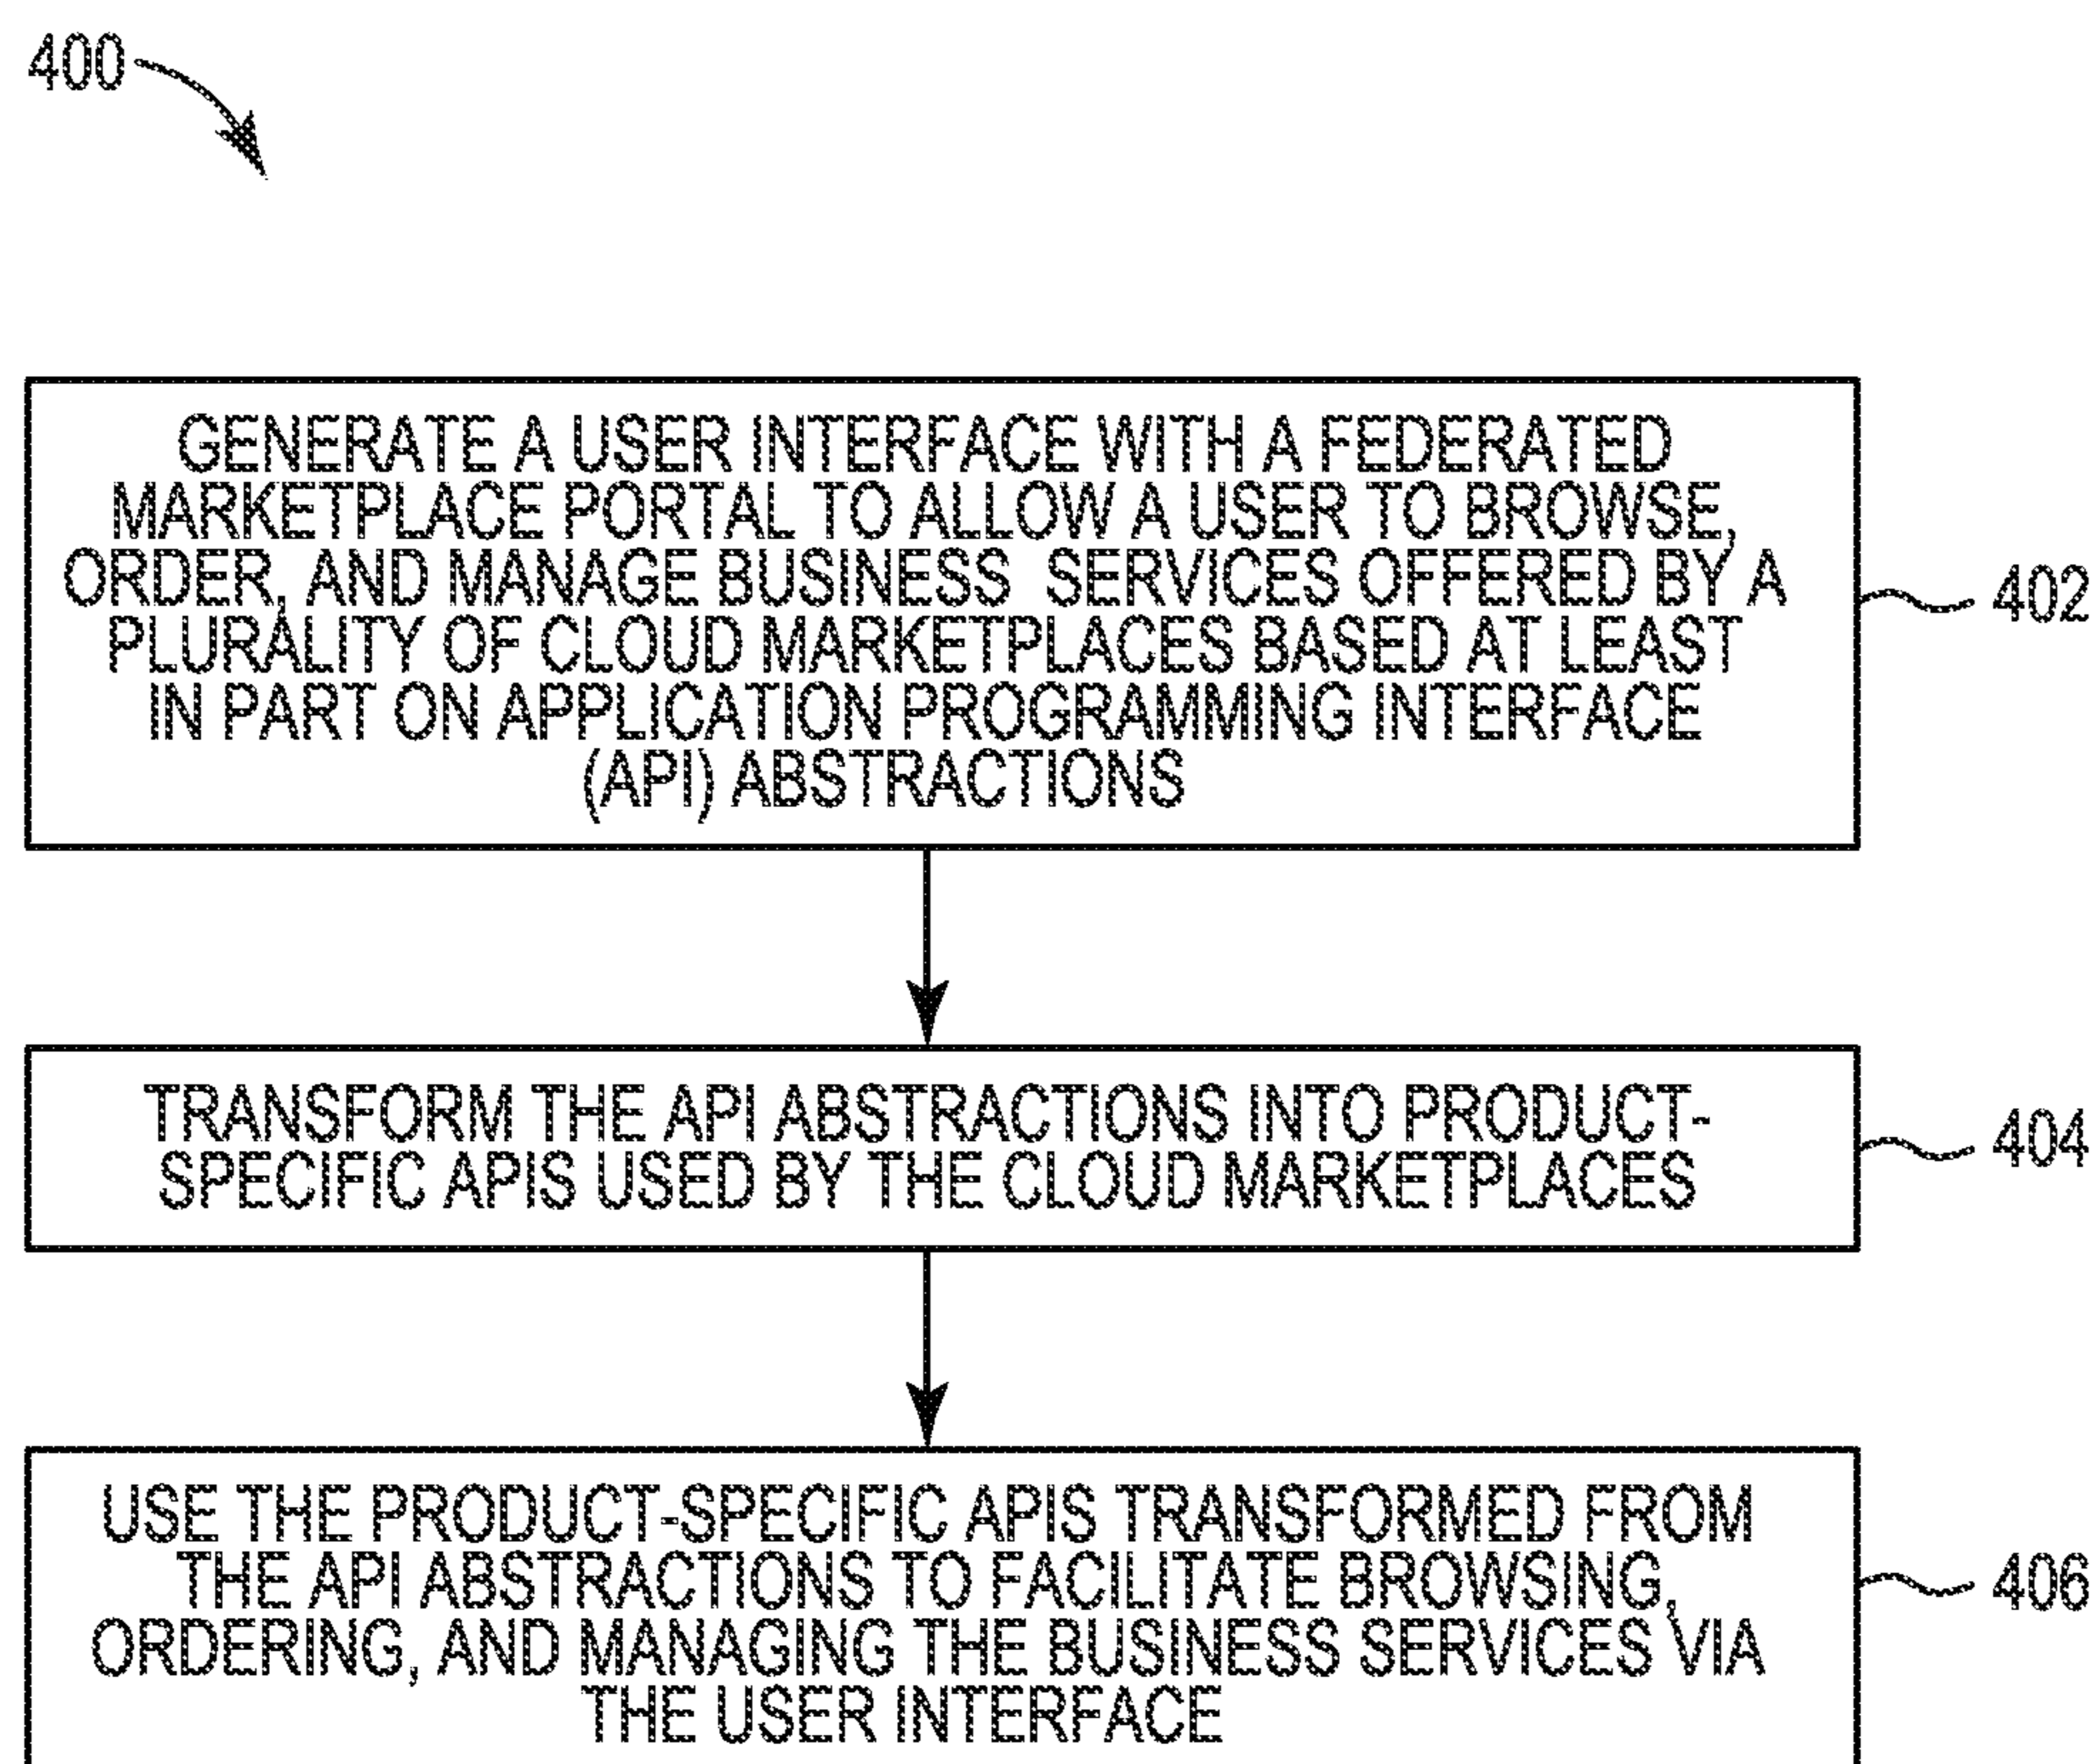 400
GENERATE A USER INTERFACE WITH A FEDERATED
MARKETPLACE PORTAL TO ALLOW A USER TO BROWSE,
ORDER, AND MANAGE BUSINESS SERVICES OFFERED BY A
PLURALITY OF CLOUD MARKETPLACES BASED AT LEAST
IN PART ON APPLICATION PROGRAMMING INTERFACE
(API) ABSTRACTIONS
402
TRANSFORM THE API ABSTRACTIONS INTO PRODUCT-
SPECIFIC APIS USED BY THE CLOUD MARKETPLACES
404
USE THE PRODUCT-SPECIFIC APIS TRANSFORMED FROM
THE API ABSTRACTIONS TO FACILITATE BROWSING,
ORDERING, AND MANAGING THE BUSINESS SERVICES VIA
THE USER INTERFACE
406